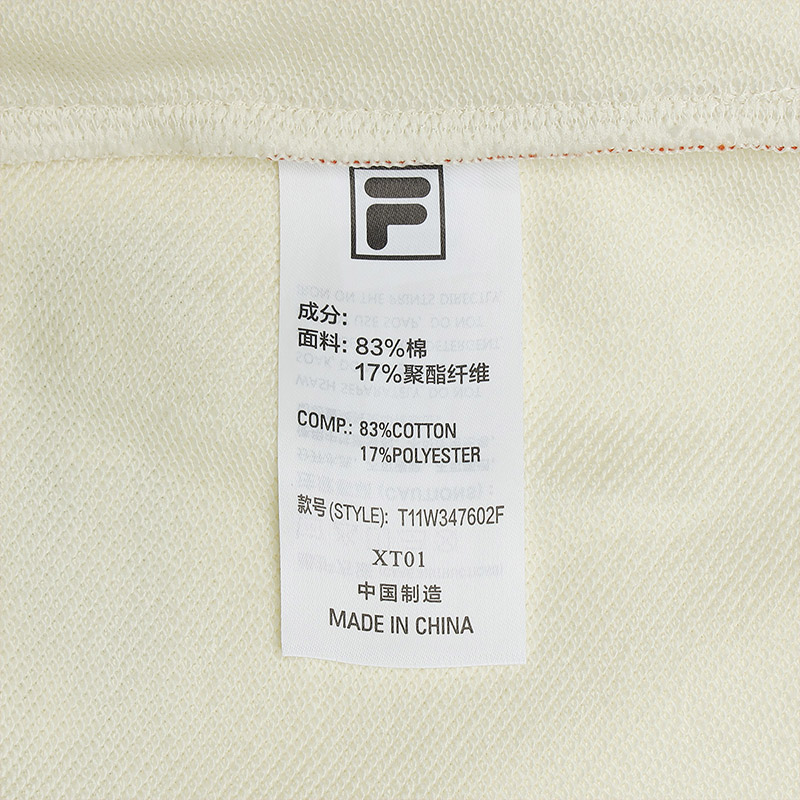 F
成分:
面料: 83%棉
17%聚酯纤维
COMP.: 83%COTTON
17%POLYESTER
款号(STYLE): T11W347602F
XT01
中国制造
MADE IN CHINA